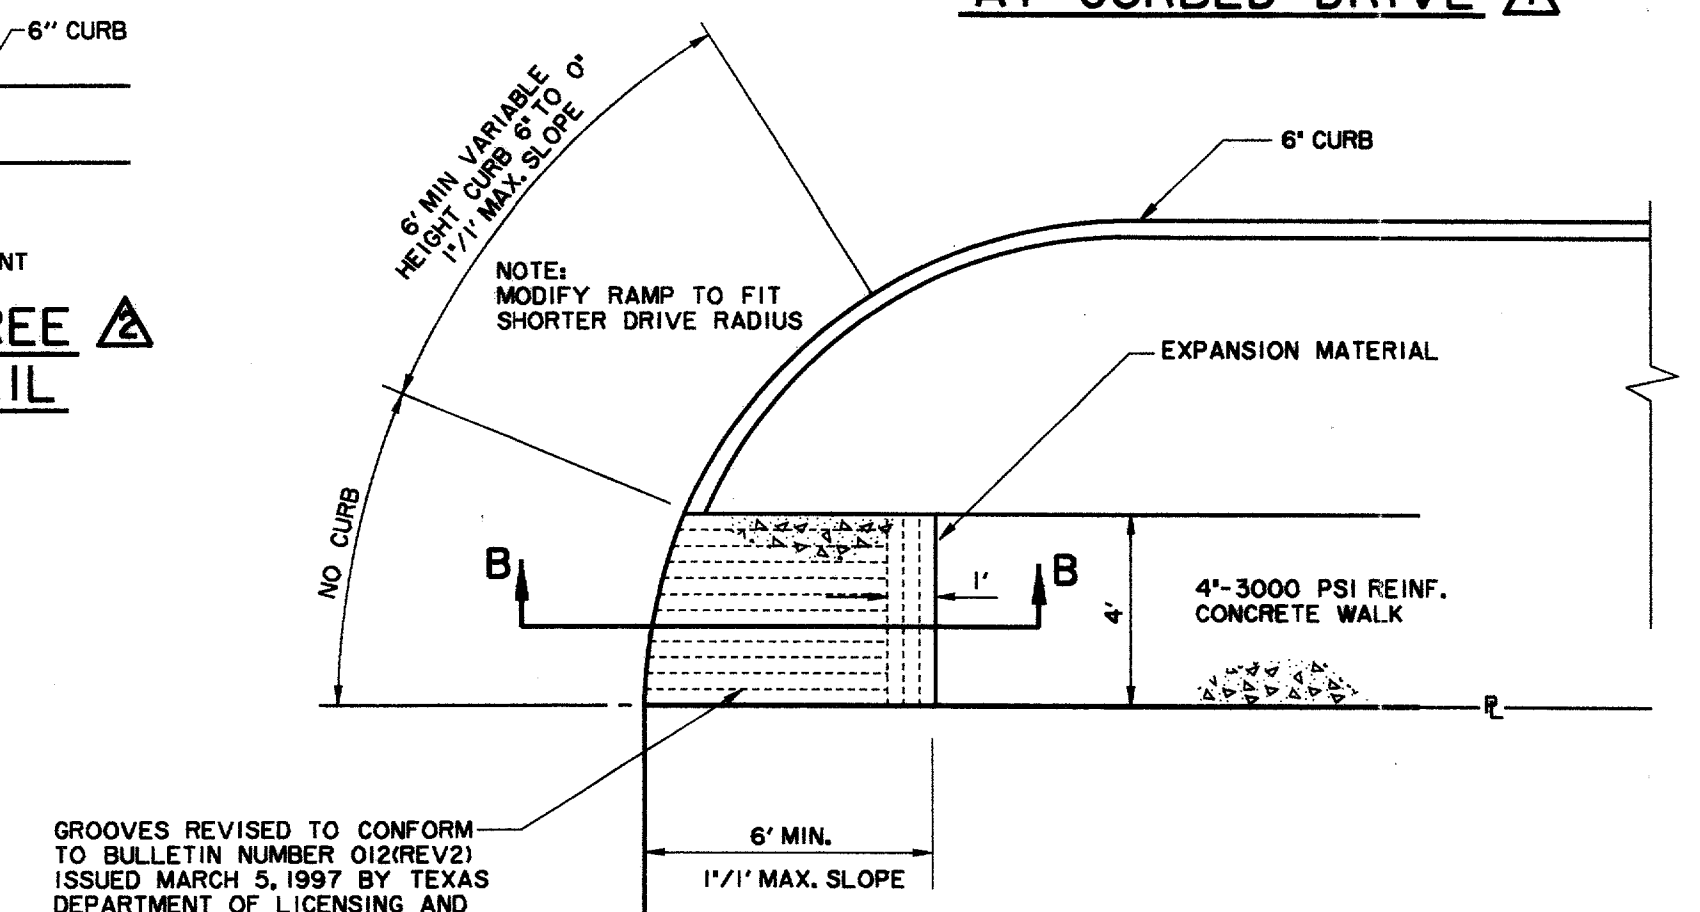 6" CURB
AT CURBED DRIVE 1
6' MIN VARIABLE
HEIGHT CURB 6" TO 0"
1"/1' MAX. SLOPE
6" CURB
NT
NOTE:
MODIFY RAMP TO FIT
SHORTER DRIVE RADIUS
REE 2
IL
EXPANSION MATERIAL
NO CURB
B
B
1'
4'
4"-3000 PSI REINF.
CONCRETE WALK
PL
GROOVES REVISED TO CONFORM
TO BULLETIN NUMBER 012(REV2)
ISSUED MARCH 5, 1997 BY TEXAS
DEPARTMENT OF LICENSING AND
6' MIN.
1"/1' MAX. SLOPE